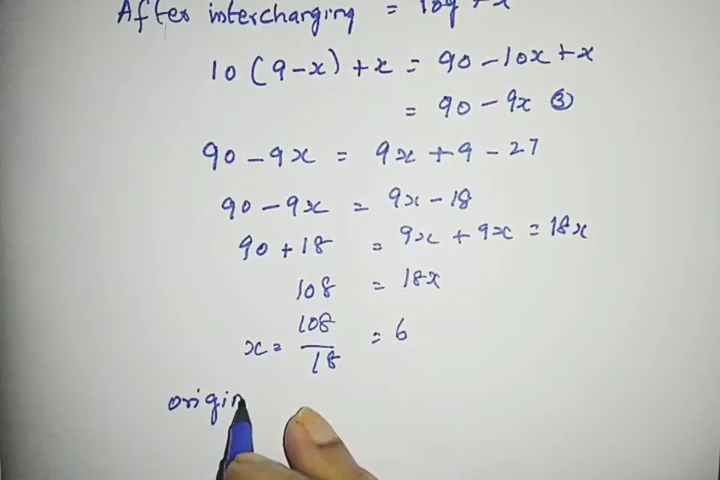 After interchanging = 10y + x
10 (9-x) + x = 90 - 10x + x
= 90 - 9x ③
90 - 9x = 9x + 9 - 27
90 - 9x = 9x - 18
90 + 18 = 9x + 9x = 18x
108 = 18x
x = 108/18 = 6
origin